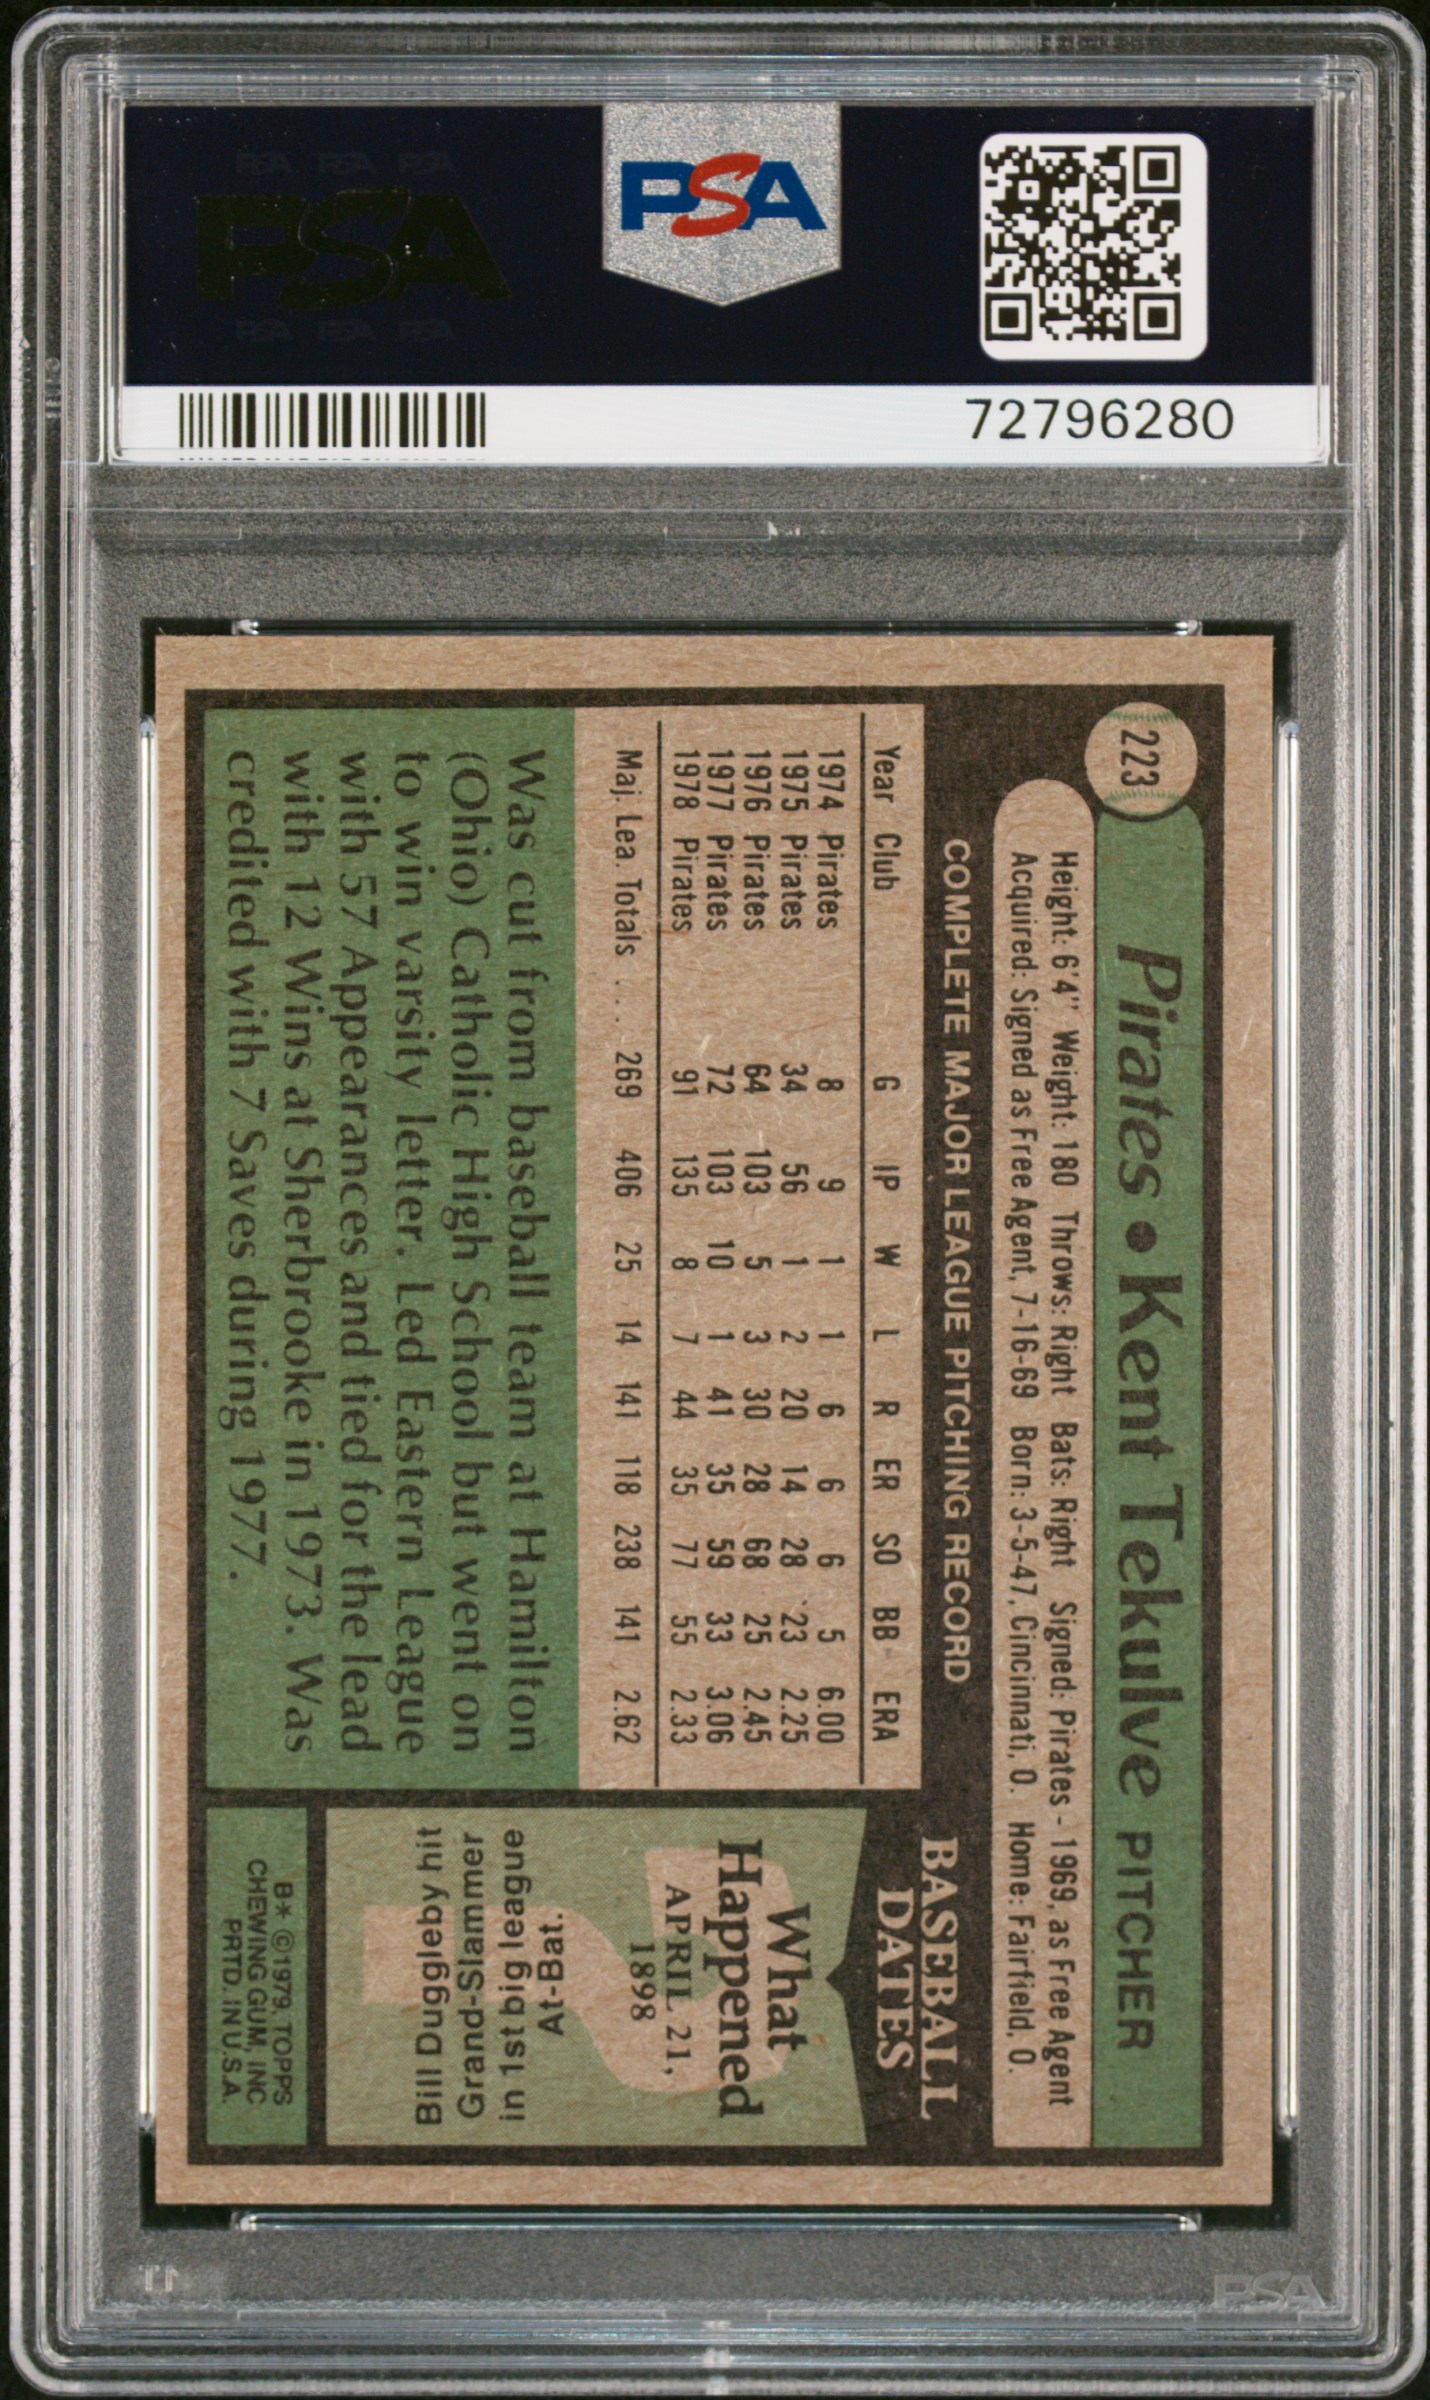 PSA PSA PSA
PSA
PSA PSA PSA
PSA
72796280
223
Pirates • Kent Tekulve PITCHER
Height: 6'4" Weight: 180 Throws: Right Bats: Right Signed: Pirates - 1969, as Free Agent
Acquired: Signed as Free Agent, 7-16-69 Born: 3-5-47, Cincinnati, O. Home: Fairfield, O.
COMPLETE MAJOR LEAGUE PITCHING RECORD
Year Club G IP W L R ER SO BB ERA
1974 Pirates 8 9 1 1 6 6 6 5 6.00
1975 Pirates 34 56 1 2 20 14 28 23 2.25
1976 Pirates 64 103 5 3 30 28 68 25 2.45
1977 Pirates 72 103 10 1 41 35 59 33 3.06
1978 Pirates 91 135 8 7 44 35 77 55 2.33
Maj. Lea. Totals ... 269 406 25 14 141 118 238 141 2.62
Was cut from baseball team at Hamilton
(Ohio) Catholic High School but went on
to win varsity letter. Led Eastern League
with 57 Appearances and tied for the lead
with 12 Wins at Sherbrooke in 1973. Was
credited with 7 Saves during 1977.
BASEBALL
DATES
What
Happened
APRIL 21,
1898
?
At-Bat.
in 1st big league
Grand-Slammer
Bill Duggleby hit
B* ©1979, TOPPS
CHEWING GUM, INC
PRTD. IN U.S.A.
PSA